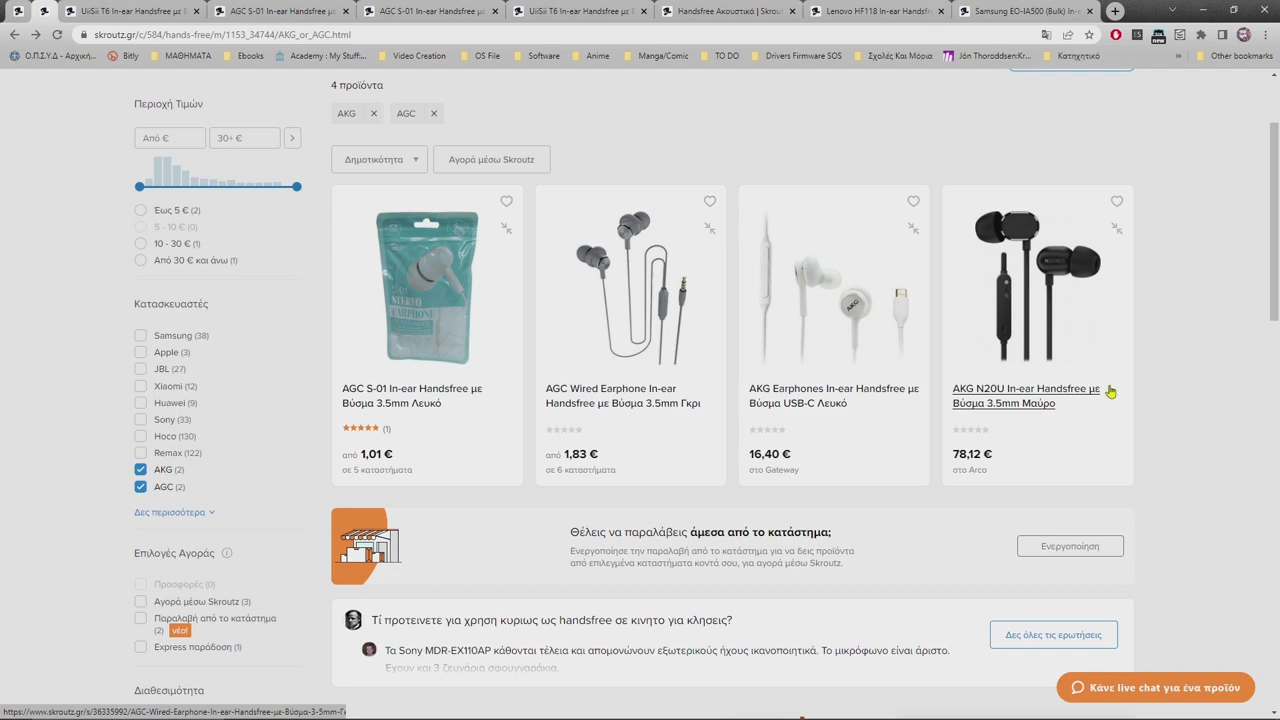 UiiSii T6 In-ear Handsfree με Β
AGC S-01 In-ear Handsfree με
AGC S-01 In-ear Handsfree με
UiiSii T6 In-ear Handsfree με Β
Handsfree Ακουστικά | Skrout
Lenovo HF118 In-ear Handsfre
Samsung EO-IA500 (Bulk) In-e
skroutz.gr/c/584/hands-free/m/1153_34744/AKG_or_AGC.html
Ο.Π.Σ.Υ.Δ - Αρχική...
Bitly
ΜΑΘΗΜΑΤΑ
Ebooks
Academy : My Stuff:...
Video Creation
OS File
Software
Anime
Manga/Comic
TO DO
Drivers Firmware SOS
Σχολές Και Μόρια
Jón Thoroddsen:Kr...
Κατηχητικό
»
Other bookmarks
4 προϊόντα
AKG ✕
AGC ✕
Δημοτικότητα
Αγορά μέσω Skroutz
Περιοχή Τιμών
Από €
30+ €
Έως 5 € (2)
5 - 10 € (0)
10 - 30 € (1)
Από 30 € και άνω (1)
Κατασκευαστές
Samsung (38)
Apple (3)
JBL (27)
Xiaomi (12)
Huawei (9)
Sony (33)
Hoco (130)
Remax (122)
AKG (2)
AGC (2)
Δες περισσότερα
Επιλογές Αγοράς
Προσφορές (0)
Αγορά μέσω Skroutz (3)
Παραλαβή από το κατάστημα
(2) νέο!
Express παράδοση (1)
Διαθεσιμότητα
S-01
STEREO
EARPHONE
AGC S-01 In-ear Handsfree με
Βύσμα 3.5mm Λευκό
(1)
από 1,01 €
σε 5 καταστήματα
AGC Wired Earphone In-ear
Handsfree με Βύσμα 3.5mm Γκρι
από 1,83 €
σε 6 καταστήματα
AKG
AKG Earphones In-ear Handsfree με
Βύσμα USB-C Λευκό
16,40 €
στο Gateway
AKG N20U In-ear Handsfree με
Βύσμα 3.5mm Μαύρο
78,12 €
στο Arco
Θέλεις να παραλάβεις άμεσα από το κατάστημα;
Ενεργοποίησε την παραλαβή από το κατάστημα για να δεις προϊόντα
από επιλεγμένα καταστήματα κοντά σου, για αγορά μέσω Skroutz.
Ενεργοποίηση
Τί προτεινετε για χρηση κυριως ως handsfree σε κινητο για κλησεις?
Τα Sony MDR-EX110AP κάθονται τέλεια και απομονώνουν εξωτερικούς ήχους ικανοποιητικά. Το μικρόφωνο είναι άριστο.
Έχουν και 3 ζευγάρια σφουγγαράκια.
Δες όλες τις ερωτήσεις
Κάνε live chat για ένα προϊόν
https://www.skroutz.gr/s/36335992/AGC-Wired-Earphone-In-ear-Handsfree-με-Βύσμα-3-5mm-Γκ